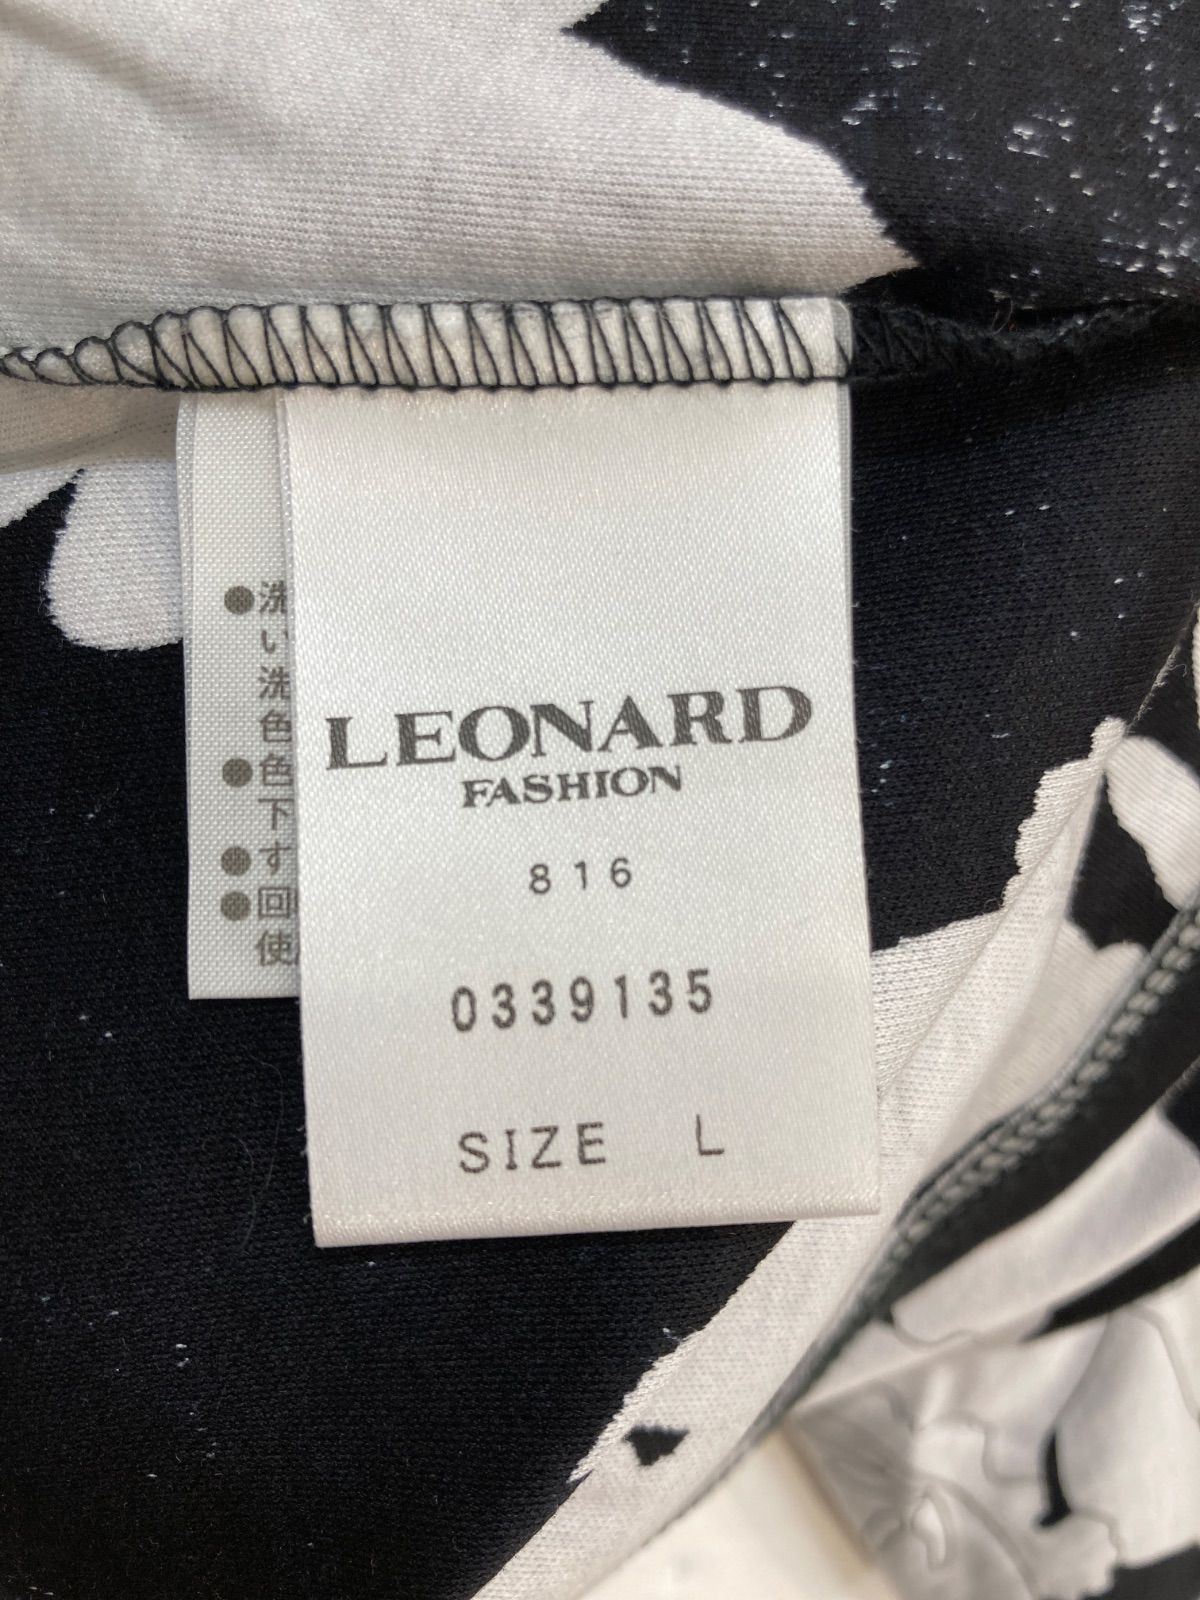 LEONARD
FASHION
816
0339135
SIZE L
●洗
い
洗
色
●色
下
●す
●回
使